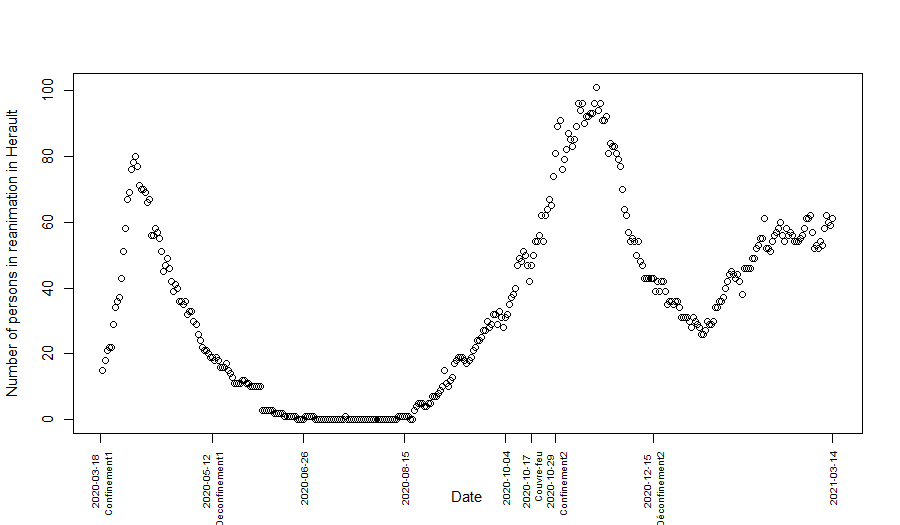 Number of persons in reanimation in Herault
100
80
60
40
20
0
2020-03-18
Confinement1
2020-05-12
Deconfinement1
2020-06-26
2020-08-15
2020-10-04
2020-10-17
Couvre-feu
2020-10-29
Confinement2
2020-12-15
Déconfinement2
2021-03-14
Date